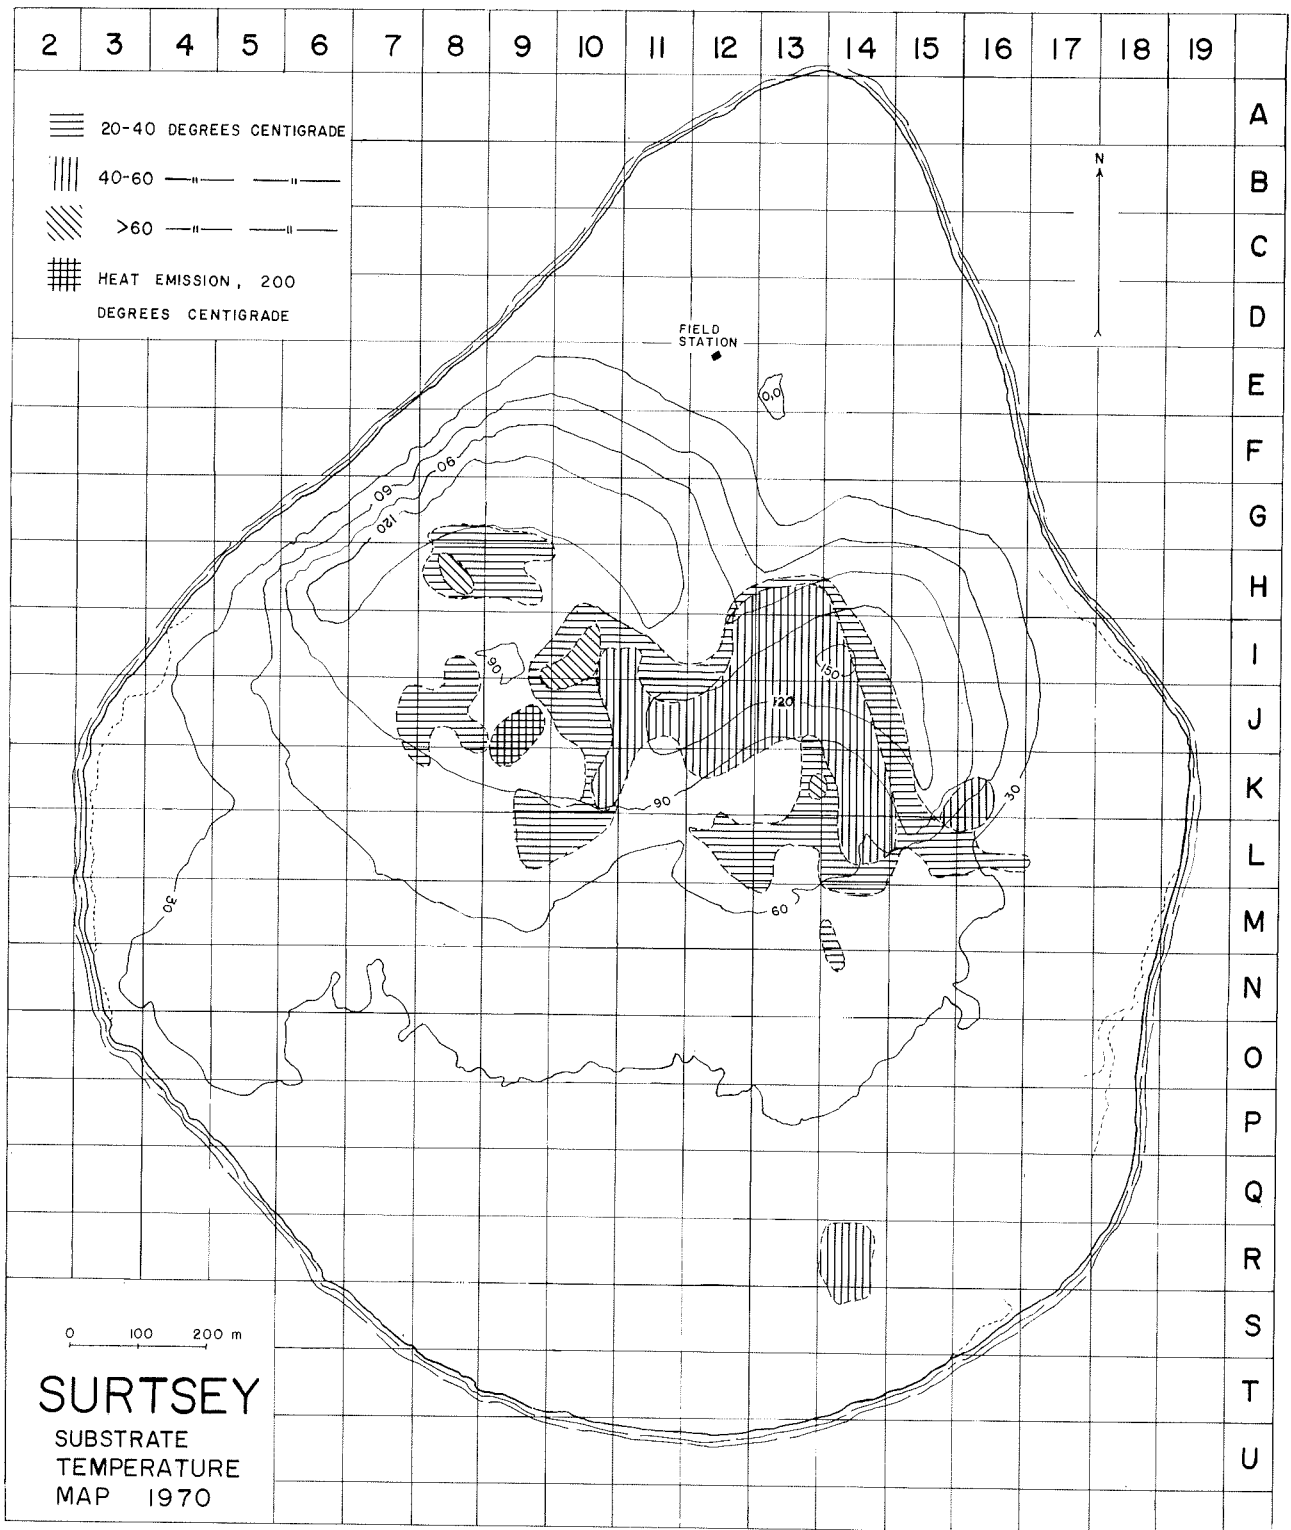 2 3 4 5 6 7 8 9 10 11 12 13 14 15 16 17 18 19
A
B
C
D
E
F
G
H
I
J
K
L
M
N
O
P
Q
R
S
T
U
20-40 DEGREES CENTIGRADE
40-60 —"— —"—
>60 —"— —"—
HEAT EMISSION, 200
DEGREES CENTIGRADE
N
FIELD
STATION
0,0
90
60
120
90
150
120
90
30
60
30
0 100 200 m
SURTSEY
SUBSTRATE
TEMPERATURE
MAP 1970